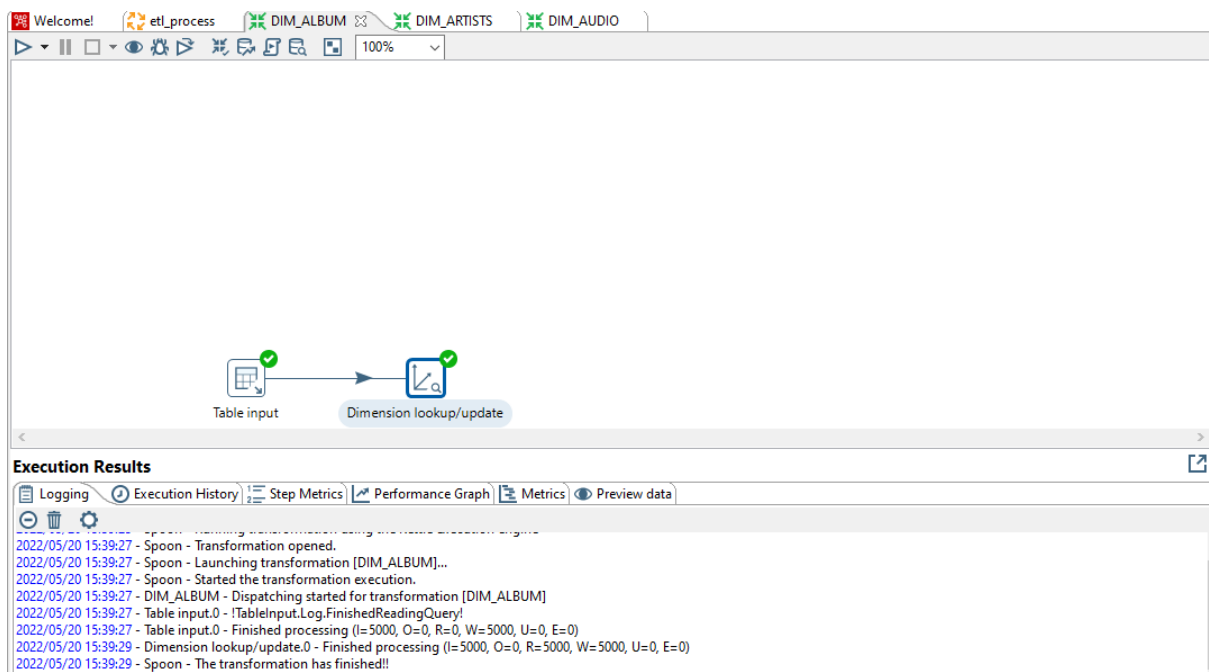 Welcome! etl_process DIM_ALBUM DIM_ARTISTS DIM_AUDIO
100%
Table input Dimension lookup/update
Execution Results
Logging Execution History Step Metrics Performance Graph Metrics Preview data
2022/05/20 15:39:27 - Spoon - Transformation opened.
2022/05/20 15:39:27 - Spoon - Launching transformation [DIM_ALBUM]...
2022/05/20 15:39:27 - Spoon - Started the transformation execution.
2022/05/20 15:39:27 - DIM_ALBUM - Dispatching started for transformation [DIM_ALBUM]
2022/05/20 15:39:27 - Table input.0 - !TableInput.Log.FinishedReadingQuery!
2022/05/20 15:39:27 - Table input.0 - Finished processing (I=5000, O=0, R=0, W=5000, U=0, E=0)
2022/05/20 15:39:29 - Dimension lookup/update.0 - Finished processing (I=5000, O=0, R=5000, W=5000, U=0, E=0)
2022/05/20 15:39:29 - Spoon - The transformation has finished!!